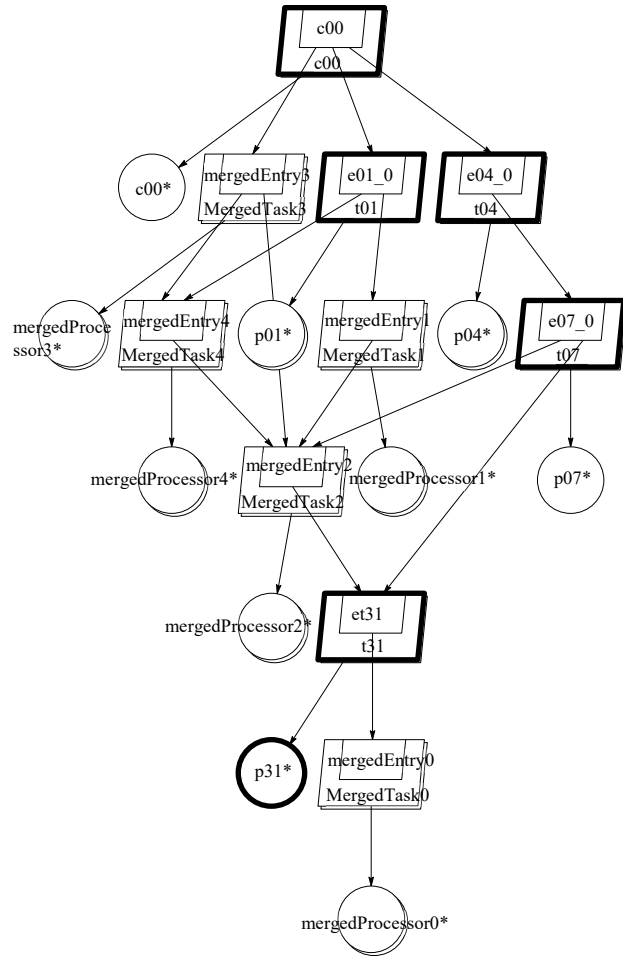 c00
c00
c00*
mergedEntry3
MergedTask3
e01_0
t01
e04_0
t04
mergedProce
ssor3*
mergedEntry4
MergedTask4
p01*
mergedEntry1
MergedTask1
p04*
e07_0
t07
mergedProcessor4*
mergedEntry2
MergedTask2
mergedProcessor1*
p07*
mergedProcessor2*
et31
t31
p31*
mergedEntry0
MergedTask0
mergedProcessor0*